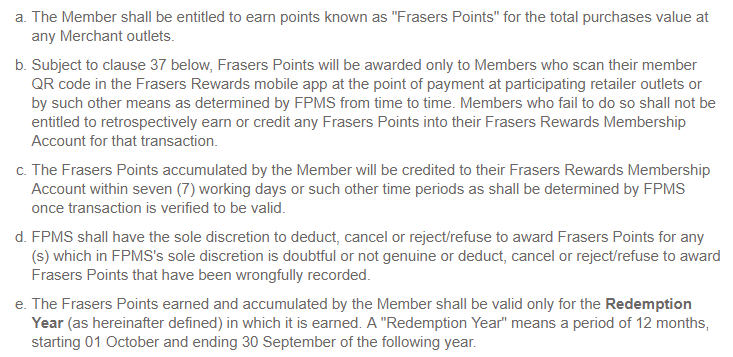 a. The Member shall be entitled to earn points known as "Frasers Points" for the total purchases value at
any Merchant outlets.
b. Subject to clause 37 below, Frasers Points will be awarded only to Members who scan their member
QR code in the Frasers Rewards mobile app at the point of payment at participating retailer outlets or
by such other means as determined by FPMS from time to time. Members who fail to do so shall not be
entitled to retrospectively earn or credit any Frasers Points into their Frasers Rewards Membership
Account for that transaction.
c. The Frasers Points accumulated by the Member will be credited to their Frasers Rewards Membership
Account within seven (7) working days or such other time periods as shall be determined by FPMS
once transaction is verified to be valid.
d. FPMS shall have the sole discretion to deduct, cancel or reject/refuse to award Frasers Points for any
(s) which in FPMS's sole discretion is doubtful or not genuine or deduct, cancel or reject/refuse to award
Frasers Points that have been wrongfully recorded.
e. The Frasers Points earned and accumulated by the Member shall be valid only for the Redemption
Year (as hereinafter defined) in which it is earned. A "Redemption Year" means a period of 12 months,
starting 01 October and ending 30 September of the following year.